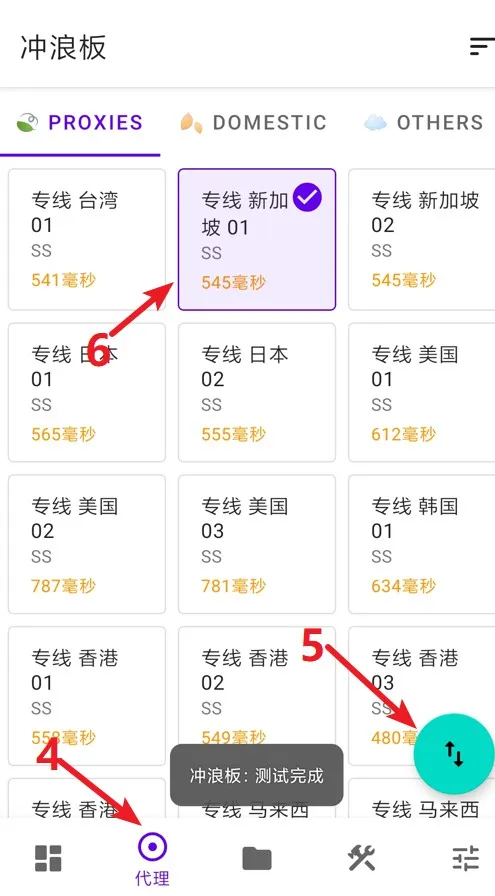 冲浪板
PROXIES DOMESTIC OTHERS
专线 台湾
01
SS
541毫秒
专线 新加
坡 01
SS
545毫秒
专线 新加坡
02
SS
545毫秒
6
专线 日本
01
SS
565毫秒
专线 日本
02
SS
555毫秒
专线 美国
01
SS
612毫秒
专线 美国
02
SS
787毫秒
专线 美国
03
SS
781毫秒
专线 韩国
01
SS
634毫秒
专线 香港
01
SS
558毫秒
专线 香港
02
SS
549毫秒
5
专线 香港
03
SS
480毫
4
冲浪板: 测试完成
专线 香港
专线 马来西
专线 马来西
代理